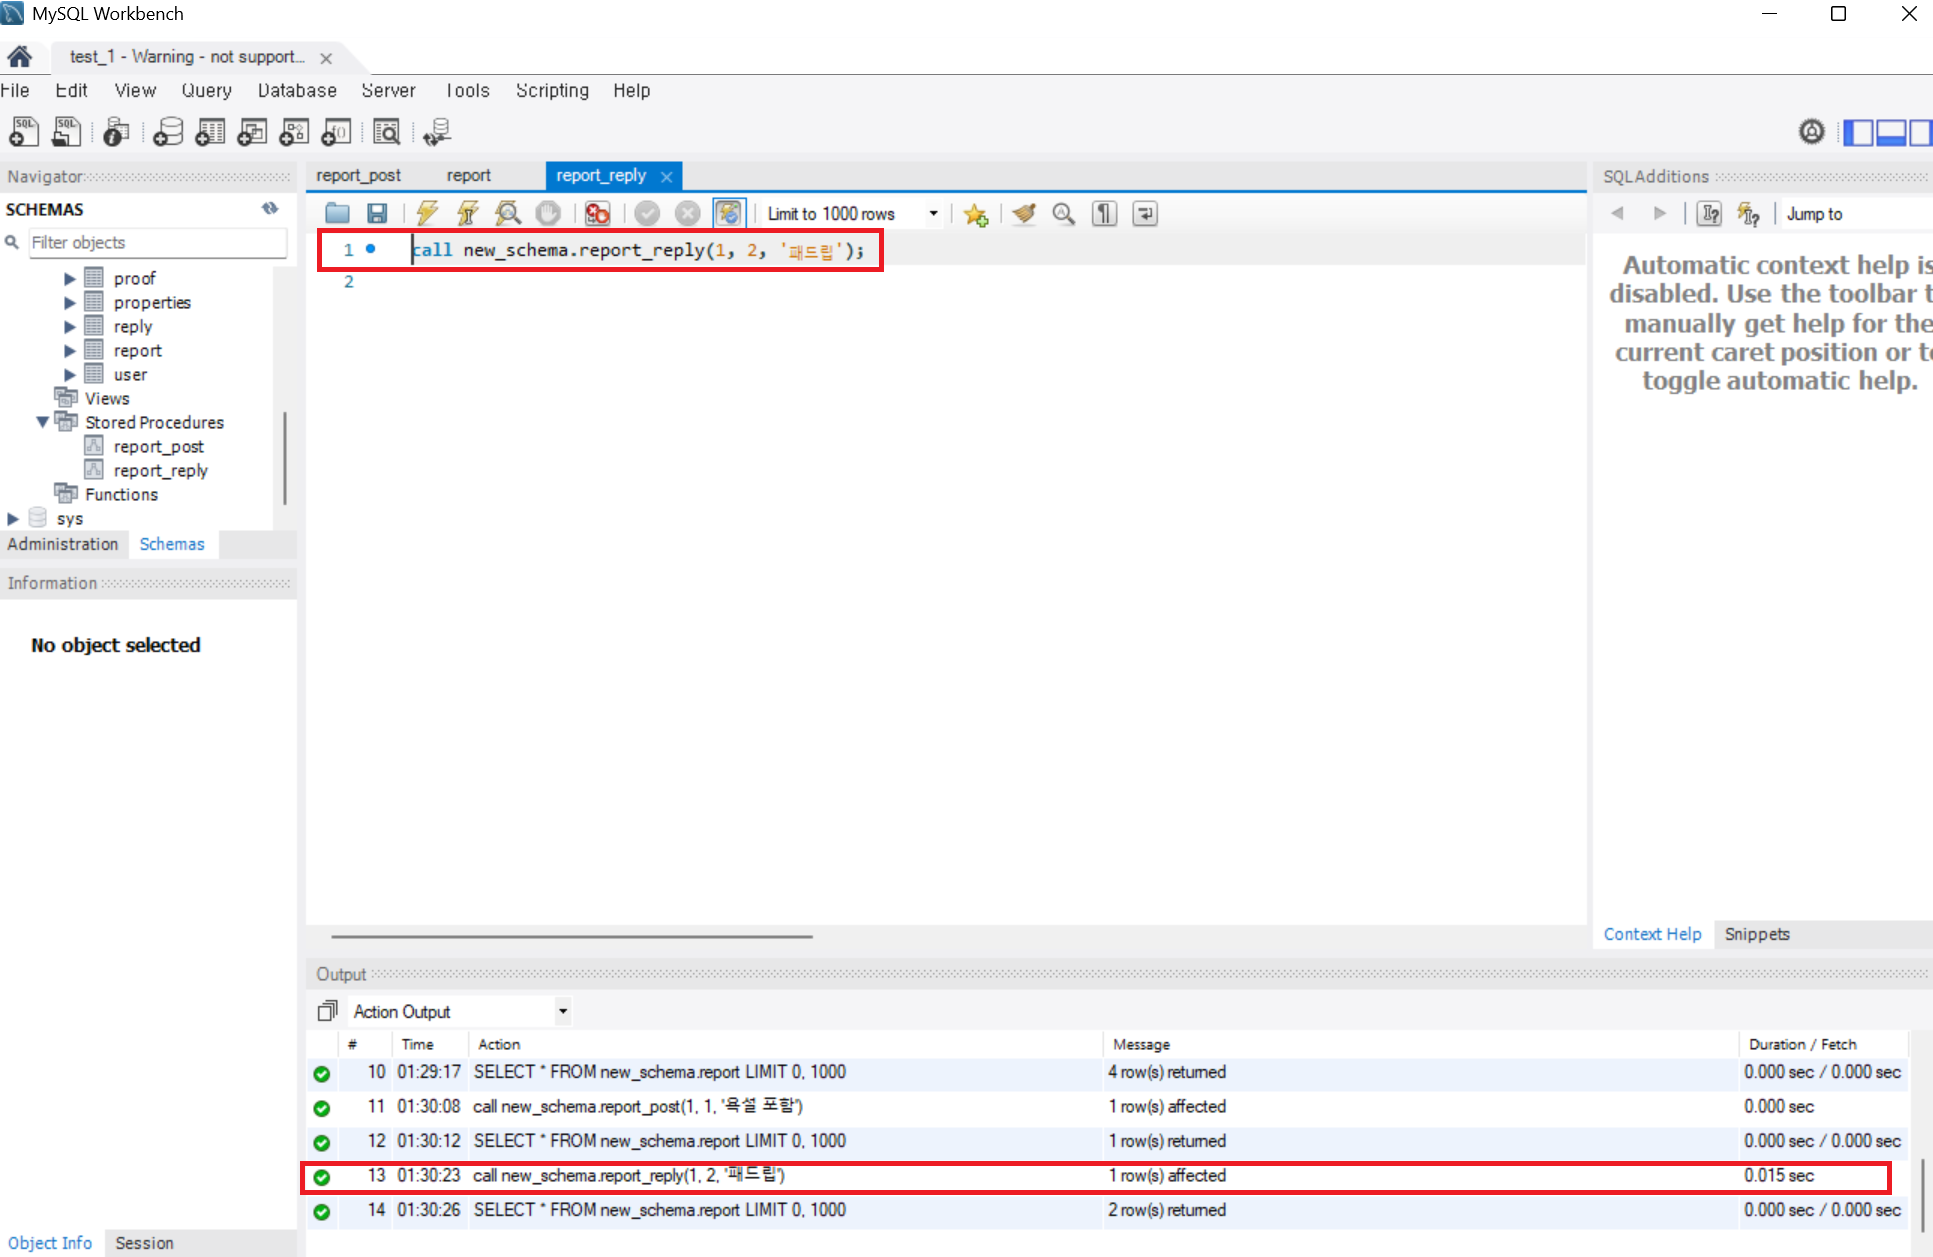 MySQL Workbench
test_1 - Warning - not support...
File Edit View Query Database Server Tools Scripting Help
Navigator
SCHEMAS
Filter objects
proof
properties
reply
report
user
Views
Stored Procedures
report_post
report_reply
Functions
sys
Administration Schemas
Information
No object selected
Object Info Session
report_post report report_reply
Limit to 1000 rows
1 call new_schema.report_reply(1, 2, '패드립');
2
SQLAdditions
Jump to
Automatic context help is
disabled. Use the toolbar t
manually get help for the
current caret position or t
toggle automatic help.
Context Help Snippets
Output
Action Output
# Time Action Message Duration / Fetch
10 01:29:17 SELECT * FROM new_schema.report LIMIT 0, 1000 4 row(s) returned 0.000 sec / 0.000 sec
11 01:30:08 call new_schema.report_post(1, 1, '욕설 포함') 1 row(s) affected 0.000 sec
12 01:30:12 SELECT * FROM new_schema.report LIMIT 0, 1000 1 row(s) returned 0.000 sec / 0.000 sec
13 01:30:23 call new_schema.report_reply(1, 2, '패드립') 1 row(s) affected 0.015 sec
14 01:30:26 SELECT * FROM new_schema.report LIMIT 0, 1000 2 row(s) returned 0.000 sec / 0.000 sec